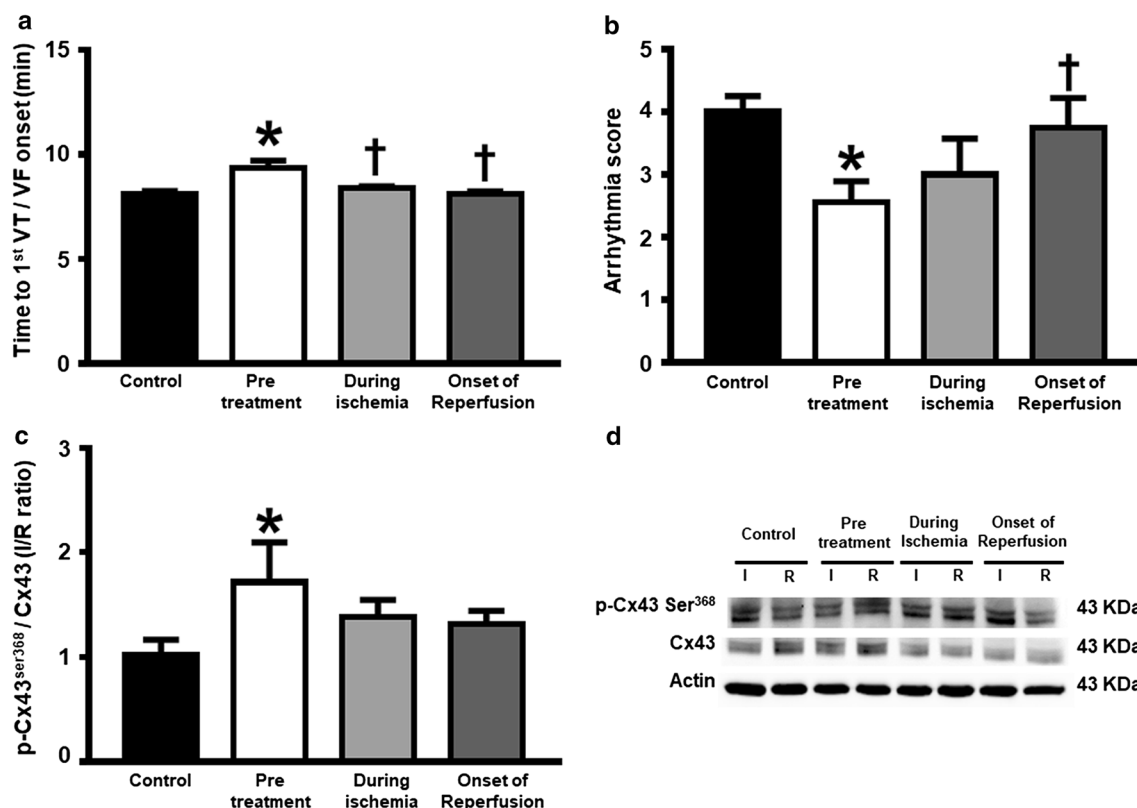 a
Time to 1st VT / VF onset (min)
15
10
5
0
*
†
†
Control
Pre treatment
During ischemia
Onset of Reperfusion
b
Arrhythmia score
5
4
3
2
1
0
*
†
Control
Pre treatment
During ischemia
Onset of Reperfusion
c
p-Cx43ser368 / Cx43 (I/R ratio)
3
2
1
0
*
Control
Pre treatment
During ischemia
Onset of Reperfusion
d
Control
Pre treatment
During Ischemia
Onset of Reperfusion
I R I R I R I R
p-Cx43 Ser368 43 KDa
Cx43 43 KDa
Actin 43 KDa